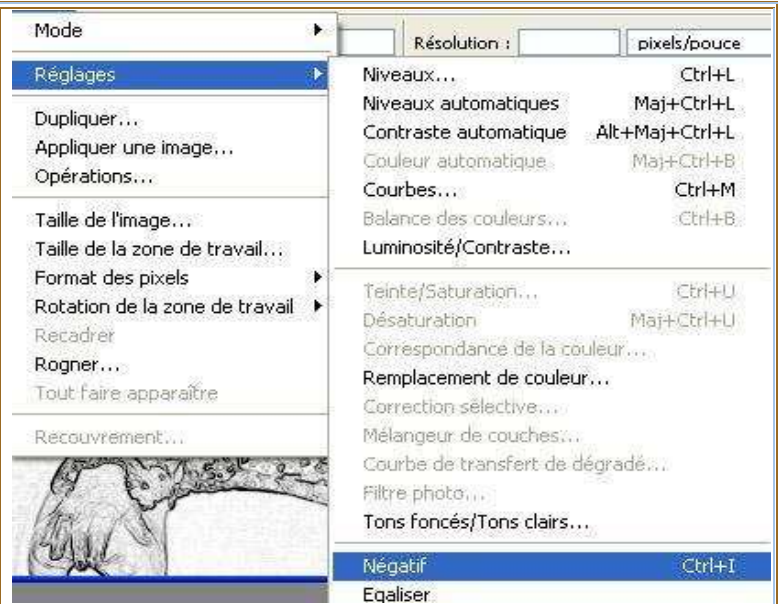 Mode
Résolution :
pixels/pouce
Réglages
Dupliquer...
Appliquer une image...
Opérations...
Taille de l'image...
Taille de la zone de travail...
Format des pixels
Rotation de la zone de travail
Recadrer
Rogner...
Tout faire apparaître
Recouvrement...
Niveaux... Ctrl+L
Niveaux automatiques Maj+Ctrl+L
Contraste automatique Alt+Maj+Ctrl+L
Couleur automatique Maj+Ctrl+B
Courbes... Ctrl+M
Balance des couleurs... Ctrl+B
Luminosité/Contraste...
Teinte/Saturation... Ctrl+U
Désaturation Maj+Ctrl+U
Correspondance de la couleur...
Remplacement de couleur...
Correction sélective...
Mélangeur de couches...
Courbe de transfert de dégradé...
Filtre photo...
Tons foncés/Tons clairs...
Négatif Ctrl+I
Egaliser